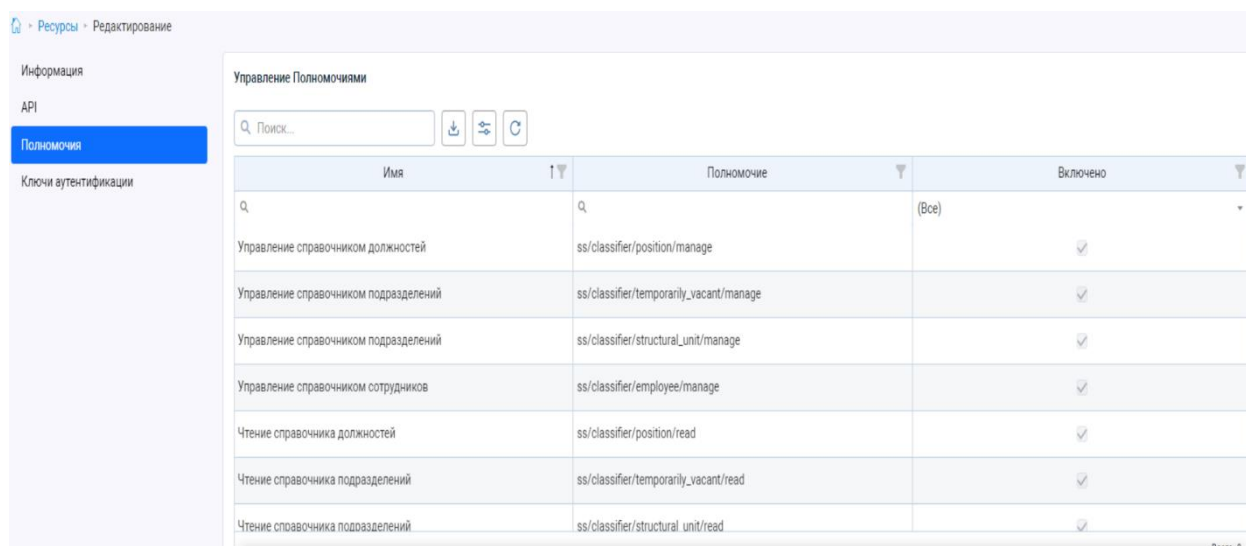 Ресурсы Редактирование
Информация
API
Полномочия
Ключи аутентификации
Управление Полномочиями
Поиск...
Имя Полномочие Включено
(Все)
Управление справочником должностей ss/classifier/position/manage
Управление справочником подразделений ss/classifier/temporarily_vacant/manage
Управление справочником подразделений ss/classifier/structural_unit/manage
Управление справочником сотрудников ss/classifier/employee/manage
Чтение справочника должностей ss/classifier/position/read
Чтение справочника подразделений ss/classifier/temporarily_vacant/read
Чтение справочника подразделений ss/classifier/structural_unit/read